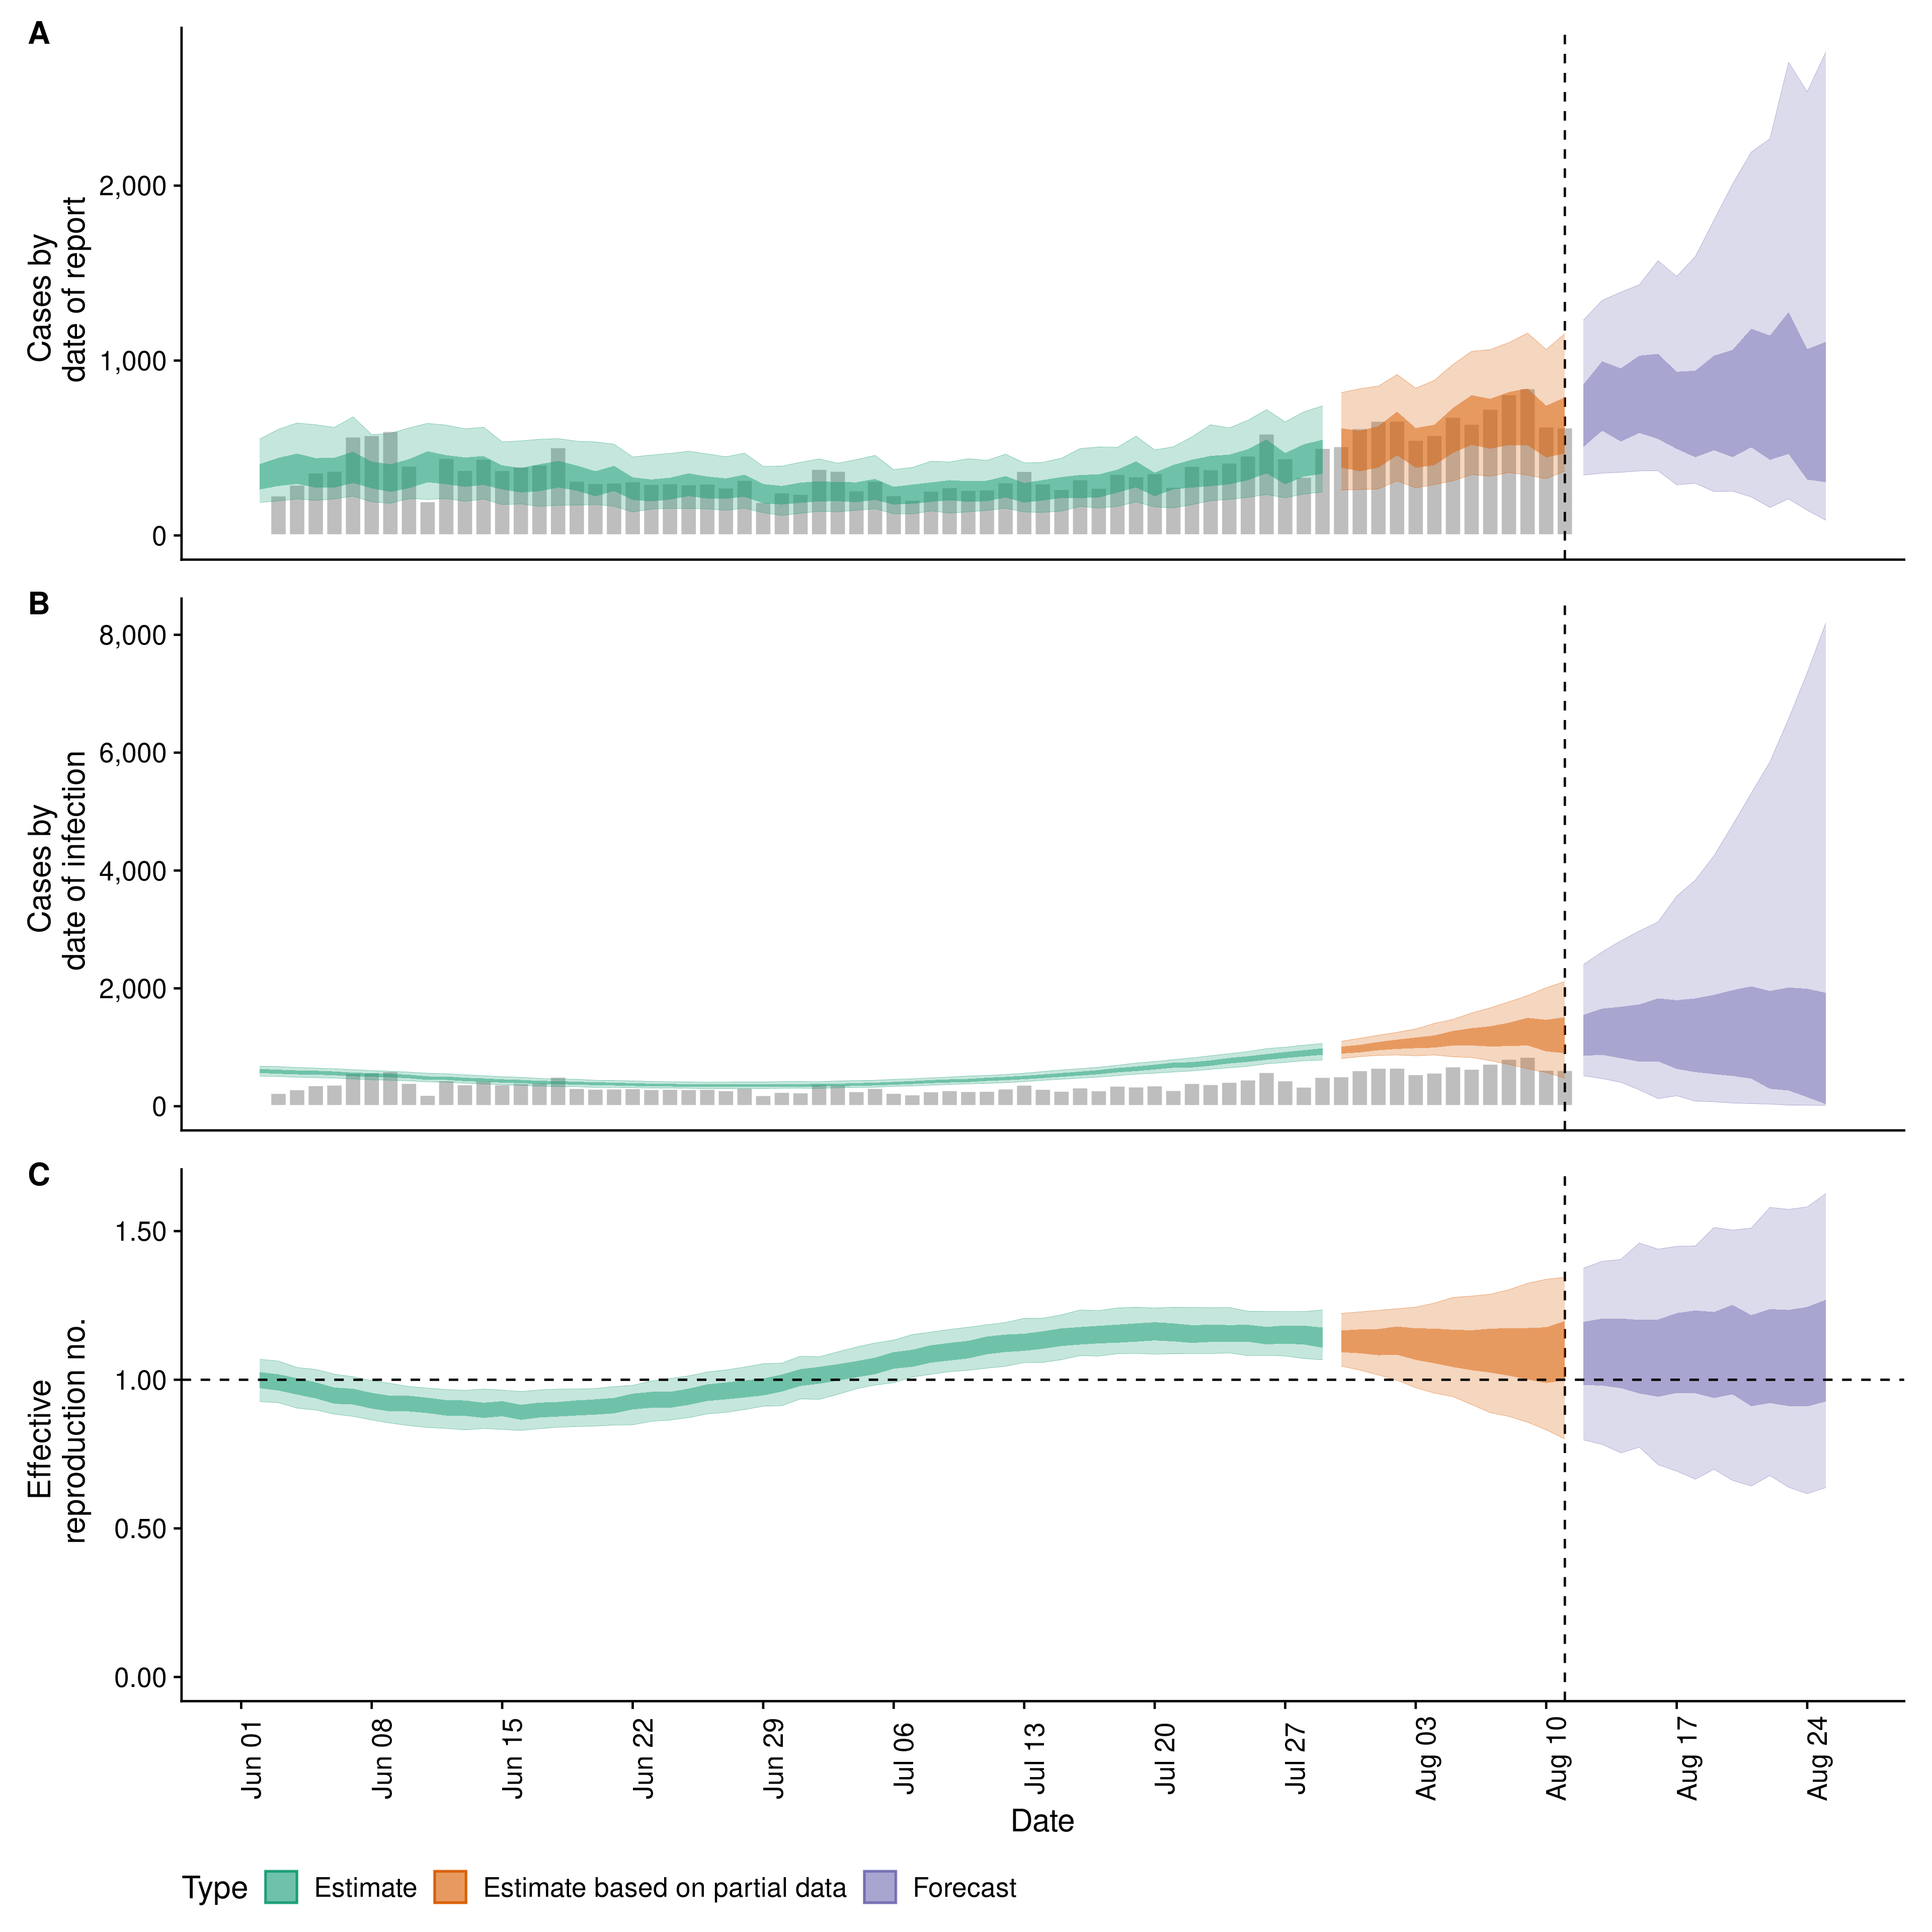 A
Cases by
date of report
2,000
1,000
0
B
Cases by
date of infection
8,000
6,000
4,000
2,000
0
C
Effective
reproduction no.
1.50
1.00
0.50
0.00
Jun 01
Jun 08
Jun 15
Jun 22
Jun 29
Jul 06
Jul 13
Jul 20
Jul 27
Aug 03
Aug 10
Aug 17
Aug 24
Date
Type Estimate Estimate based on partial data Forecast